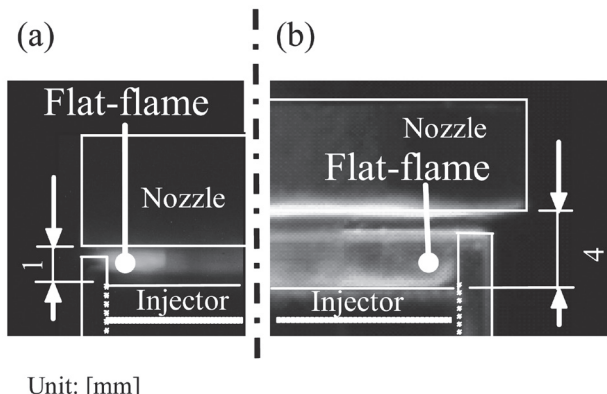 (a)
Flat-flame
Nozzle
1
Injector
(b)
Nozzle
Flat-flame
4
Injector
Unit: [mm]